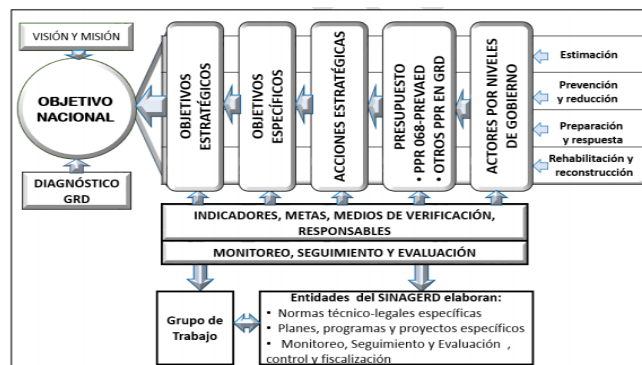 VISIÓN Y MISIÓN
OBJETIVO
NACIONAL
DIAGNÓSTICO
GRD
OBJETIVOS
ESTRATÉGICOS
OBJETIVOS
ESPECÍFICOS
ACCIONES ESTRATÉGICAS
PRESUPUESTO
• PPR 068-PREVAED
• OTROS PPR EN GRD
ACTORES POR NIVELES
DE GOBIERNO
Estimación
Prevención
y reducción
Preparación
y respuesta
Rehabilitación y
reconstrucción
INDICADORES, METAS, MEDIOS DE VERIFICACIÓN,
RESPONSABLES
MONITOREO, SEGUIMIENTO Y EVALUACIÓN
Grupo de
Trabajo
Entidades del SINAGERD elaboran:
• Normas técnico-legales específicas
• Planes, programas y proyectos específicos
• Monitoreo, Seguimiento y Evaluación ,
control y fiscalización